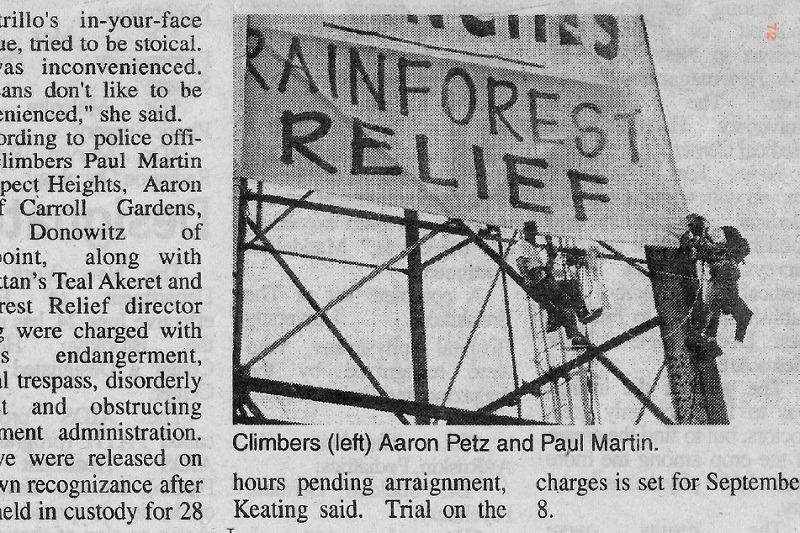 trillo's in-your-face
ue, tried to be stoical.
was inconvenienced.
ans don't like to be
enienced," she said.
ording to police offi-
limbers Paul Martin
spect Heights, Aaron
f Carroll Gardens,
Donowitz of
point, along with
ttan's Teal Akeret and
rest Relief director
g were charged with
s endangerment,
al trespass, disorderly
t and obstructing
ment administration.
ve were released on
wn recognizance after
held in custody for 28
RAINFOREST
RELIEF
72
Climbers (left) Aaron Petz and Paul Martin.
hours pending arraignment,
Keating said. Trial on the
charges is set for Septembe
8.